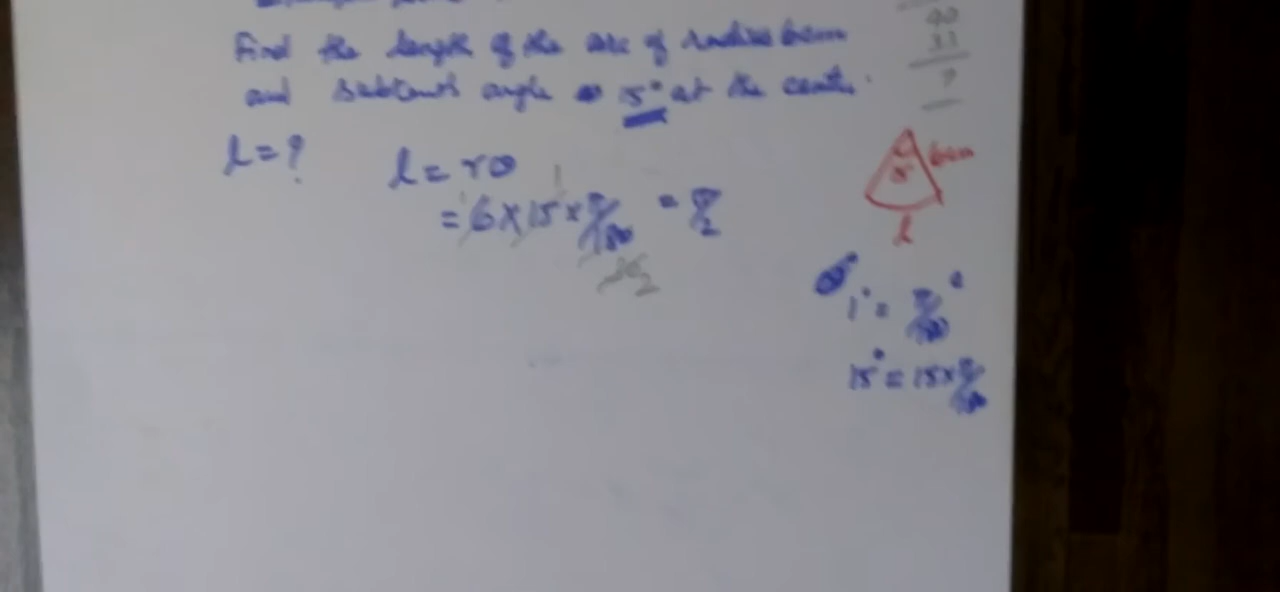 Find the length of the arc of radius 6cm
and subtends angle 15° at the centre.
l = ?
l = rθ
= 6 × 15 × π/180 = π/2
6cm
15°
l
1° = π/180
15° = 15 × π/180